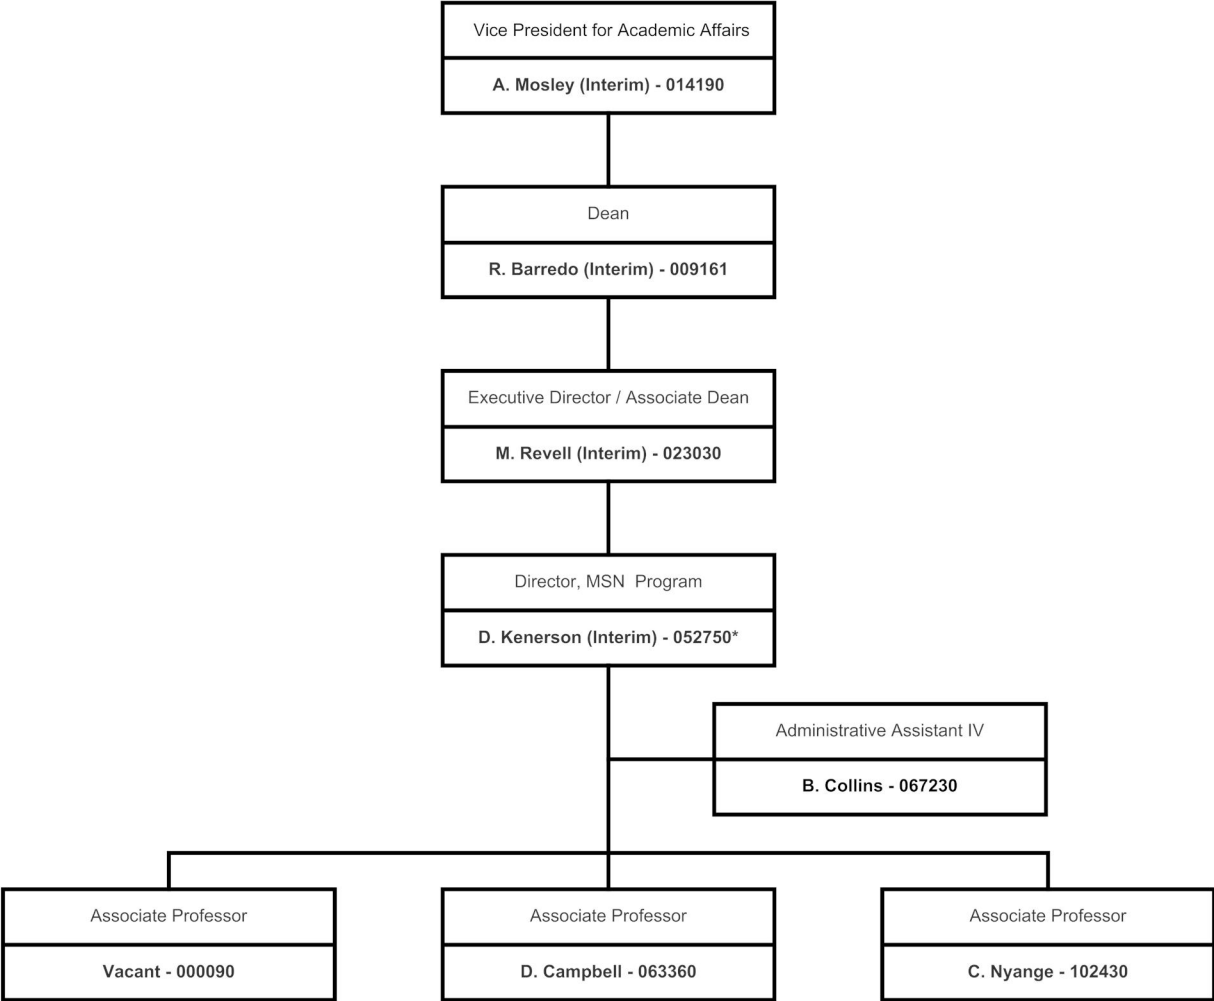 Vice President for Academic Affairs
A. Mosley (Interim) - 014190
Dean
R. Barredo (Interim) - 009161
Executive Director / Associate Dean
M. Revell (Interim) - 023030
Director, MSN  Program
D. Kenerson (Interim) - 052750*
Administrative Assistant IV
B. Collins - 067230
Associate Professor
Vacant - 000090
Associate Professor
D. Campbell - 063360
Associate Professor
C. Nyange - 102430